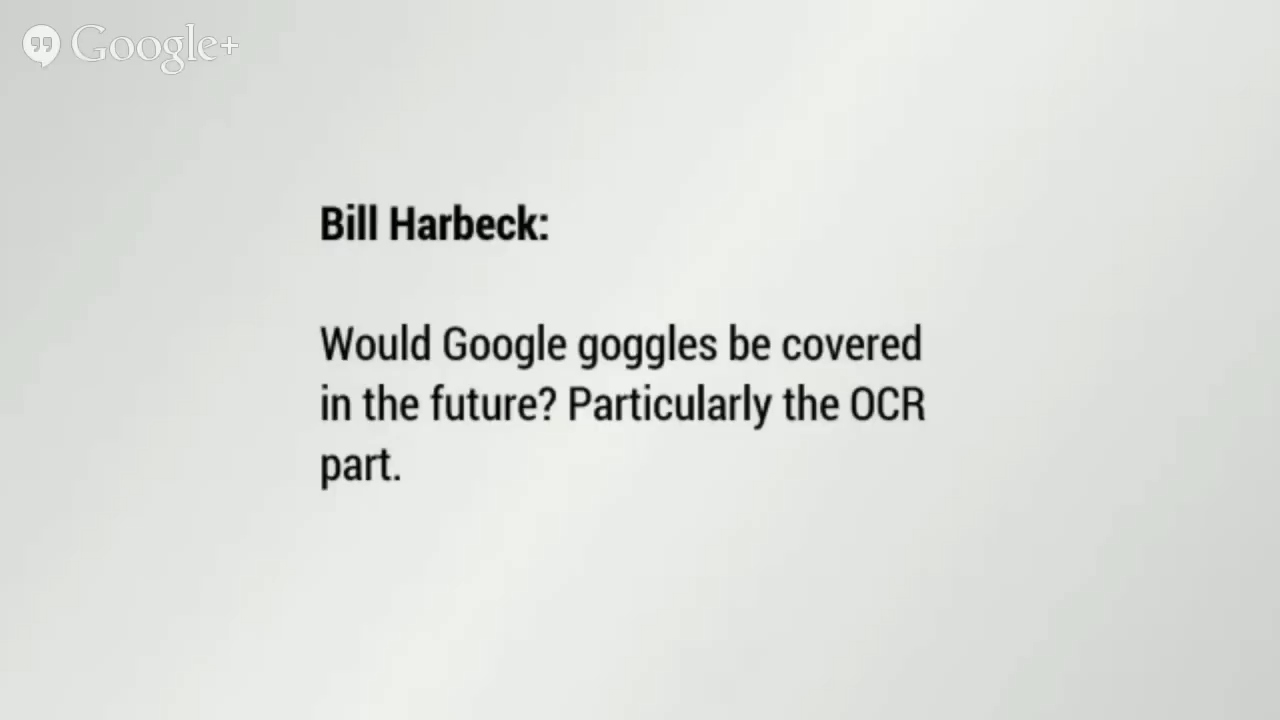 Google+
Bill Harbeck:
Would Google goggles be covered
in the future? Particularly the OCR
part.